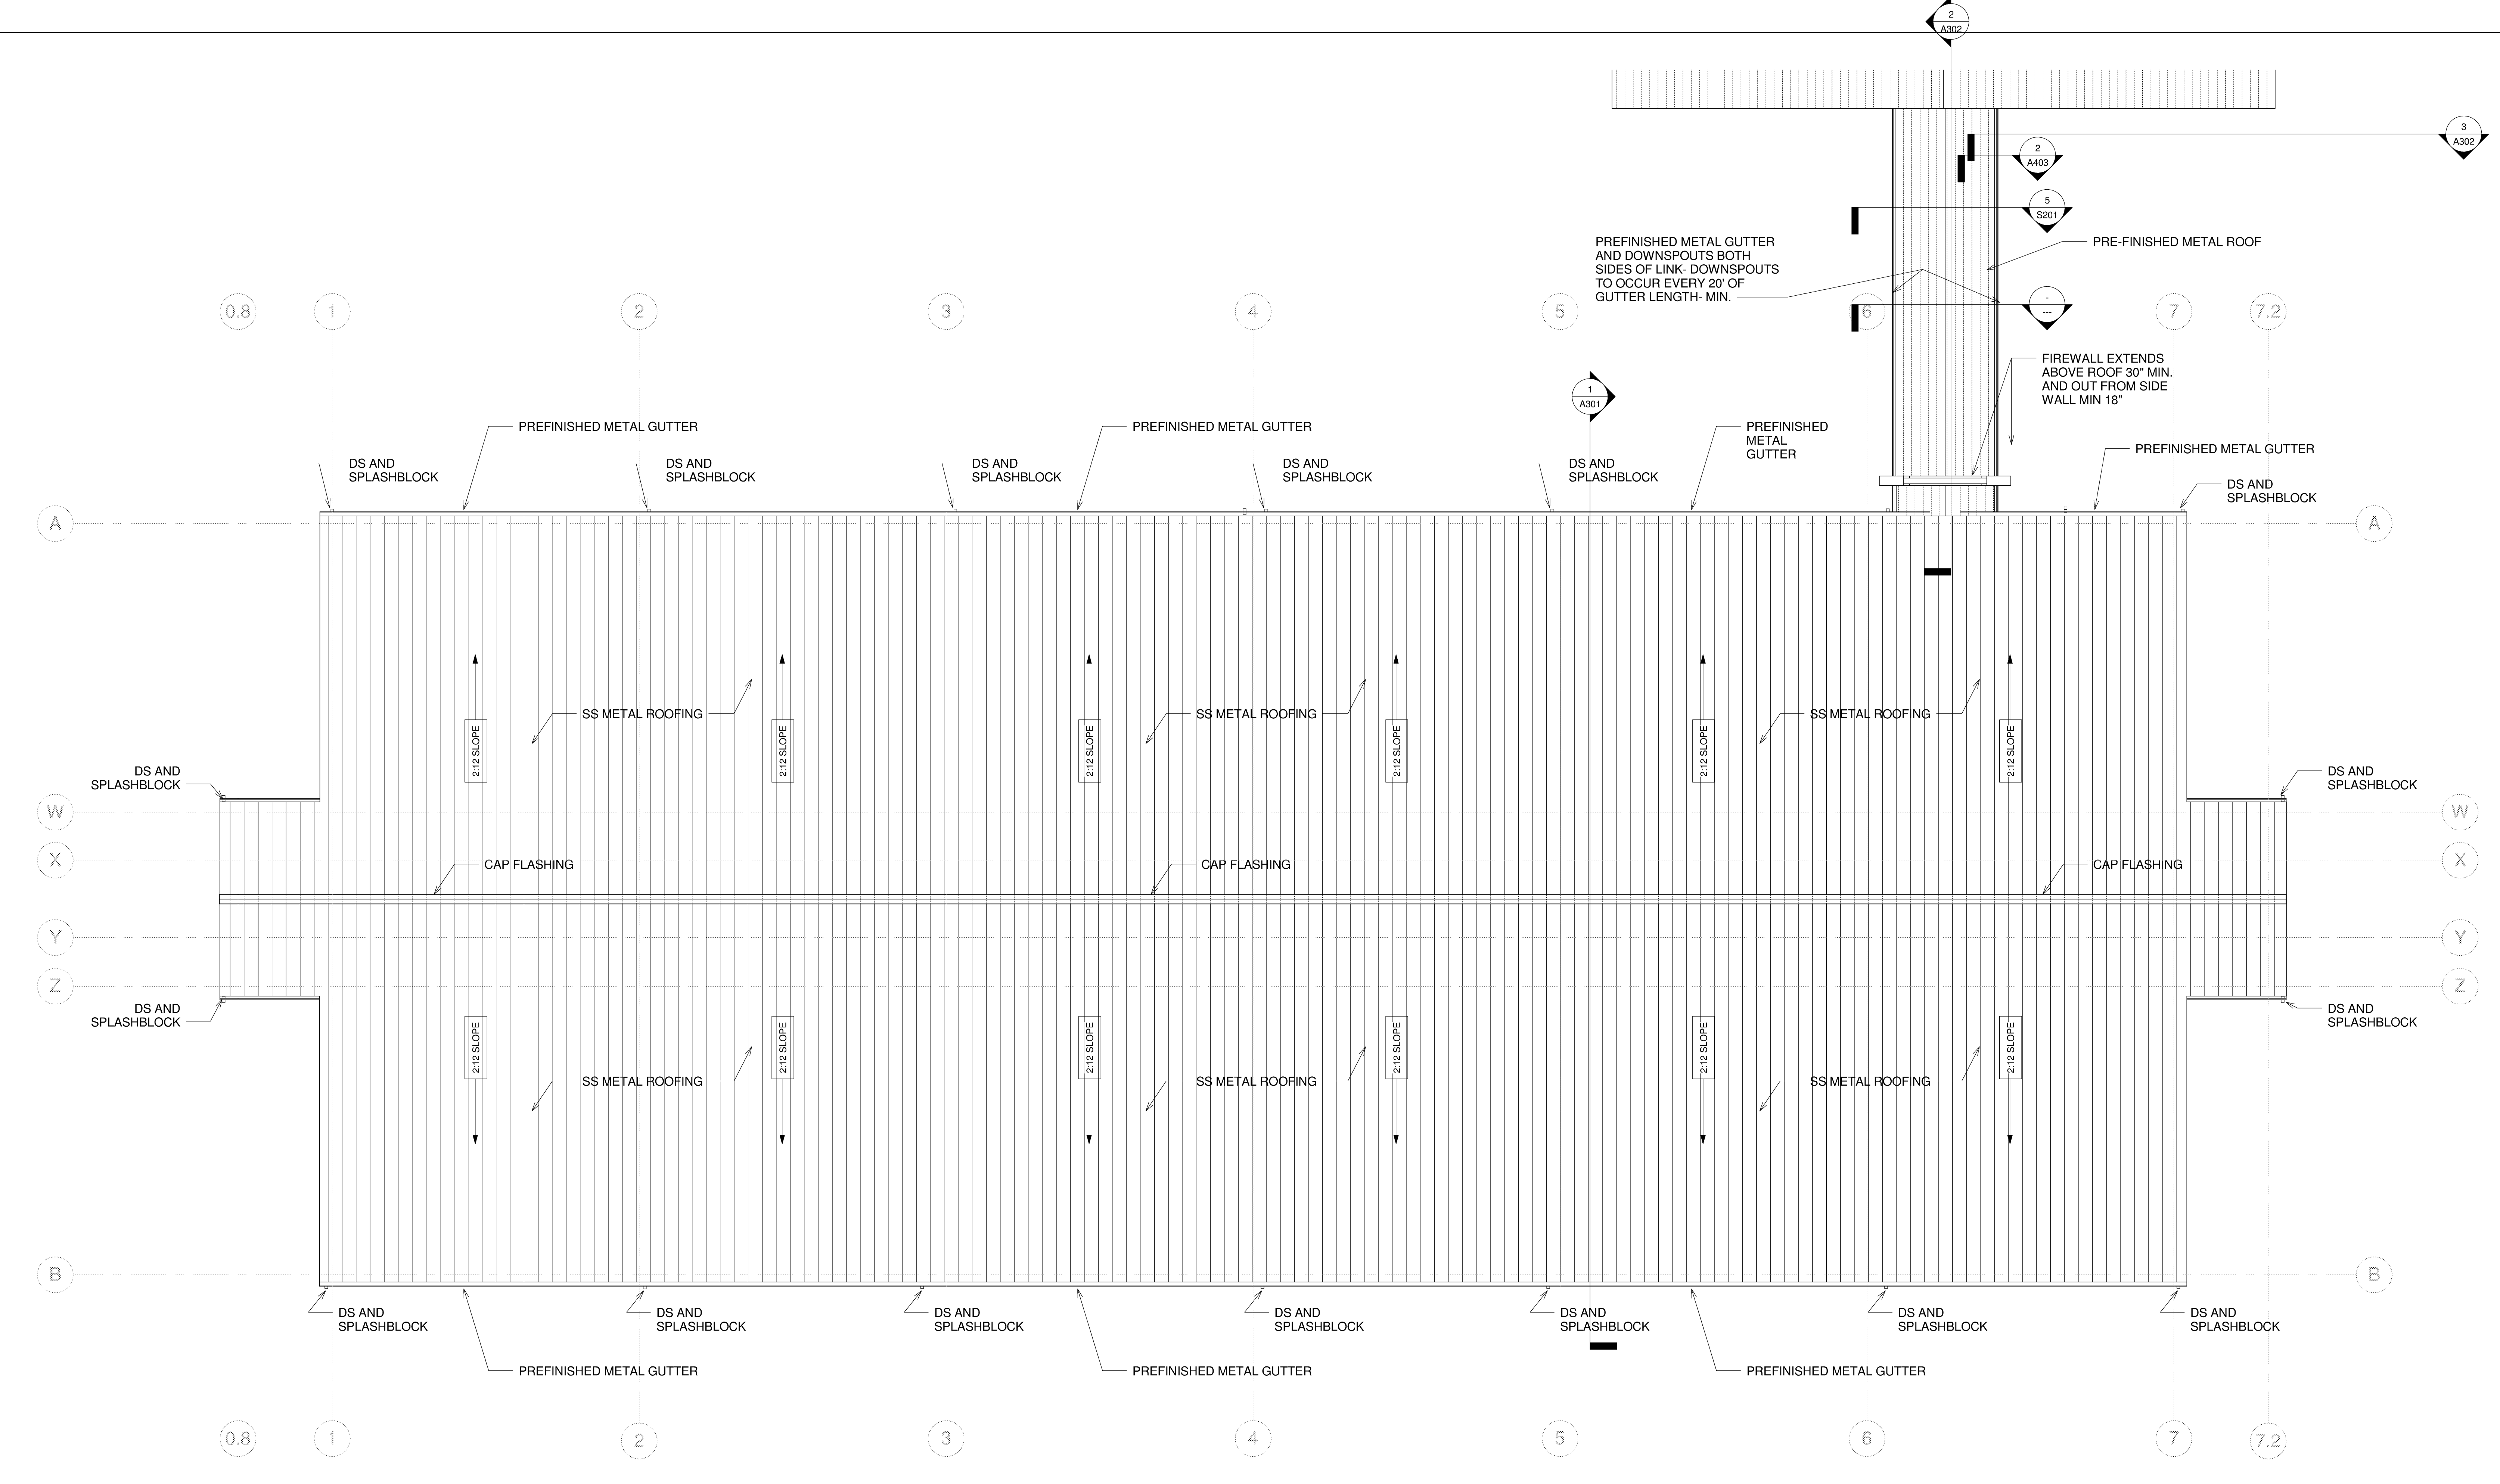 2
A302
3
A302
2
A403
5
S201
PREFINISHED METAL GUTTER
AND DOWNSPOUTS BOTH
SIDES OF LINK- DOWNSPOUTS
TO OCCUR EVERY 20' OF
GUTTER LENGTH- MIN.
PRE-FINISHED METAL ROOF
-
---
0.8
1
2
3
4
5
6
7
7.2
FIREWALL EXTENDS
ABOVE ROOF 30" MIN.
AND OUT FROM SIDE
WALL MIN 18"
1
A301
PREFINISHED METAL GUTTER
PREFINISHED METAL GUTTER
PREFINISHED
METAL
GUTTER
PREFINISHED METAL GUTTER
DS AND
SPLASHBLOCK
DS AND
SPLASHBLOCK
DS AND
SPLASHBLOCK
DS AND
SPLASHBLOCK
DS AND
SPLASHBLOCK
DS AND
SPLASHBLOCK
A
A
SS METAL ROOFING
SS METAL ROOFING
SS METAL ROOFING
2:12 SLOPE
2:12 SLOPE
2:12 SLOPE
2:12 SLOPE
2:12 SLOPE
2:12 SLOPE
DS AND
SPLASHBLOCK
DS AND
SPLASHBLOCK
W
W
X
X
CAP FLASHING
CAP FLASHING
CAP FLASHING
Y
Y
Z
Z
DS AND
SPLASHBLOCK
DS AND
SPLASHBLOCK
2:12 SLOPE
2:12 SLOPE
2:12 SLOPE
2:12 SLOPE
2:12 SLOPE
2:12 SLOPE
SS METAL ROOFING
SS METAL ROOFING
SS METAL ROOFING
B
B
DS AND
SPLASHBLOCK
DS AND
SPLASHBLOCK
DS AND
SPLASHBLOCK
DS AND
SPLASHBLOCK
DS AND
SPLASHBLOCK
DS AND
SPLASHBLOCK
DS AND
SPLASHBLOCK
PREFINISHED METAL GUTTER
PREFINISHED METAL GUTTER
PREFINISHED METAL GUTTER
0.8
1
2
3
4
5
6
7
7.2